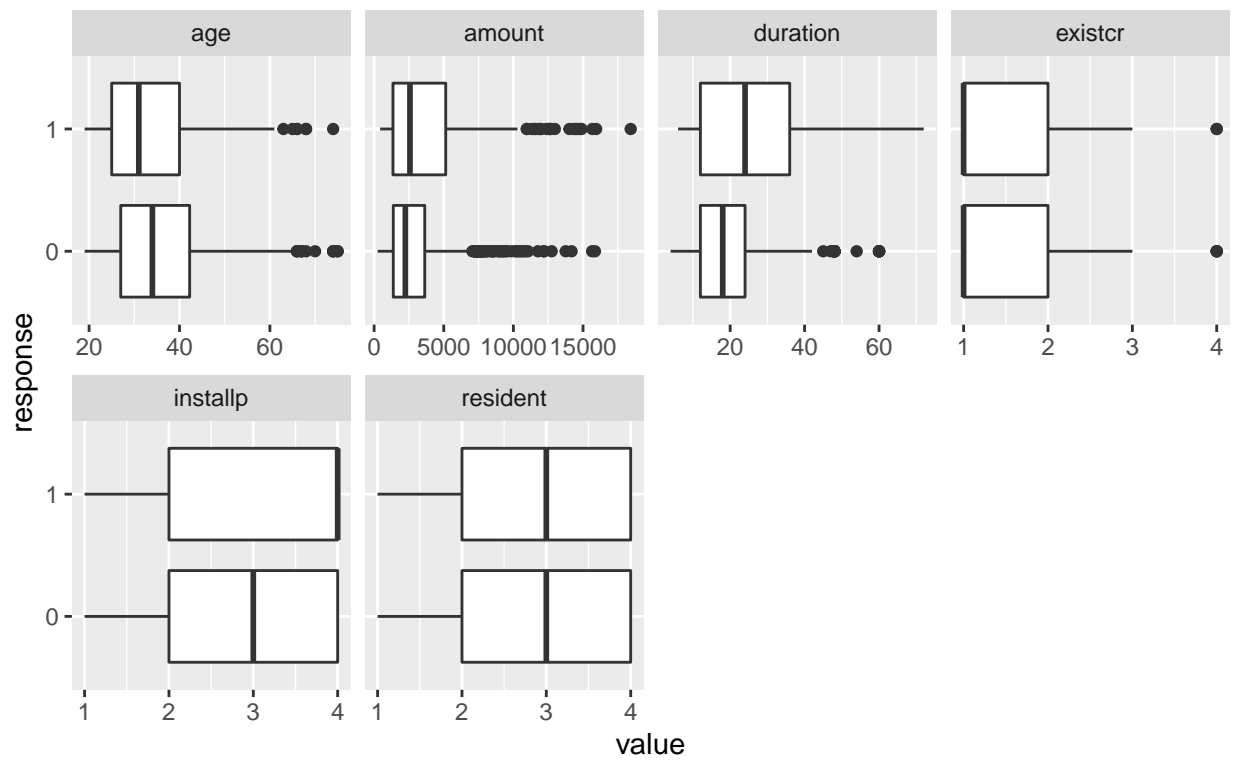 age amount duration existcr
1
0
20 40 60 0 5000 10000 15000 20 40 60 1 2 3 4
response
installp resident
1
0
1 2 3 4 1 2 3 4
value